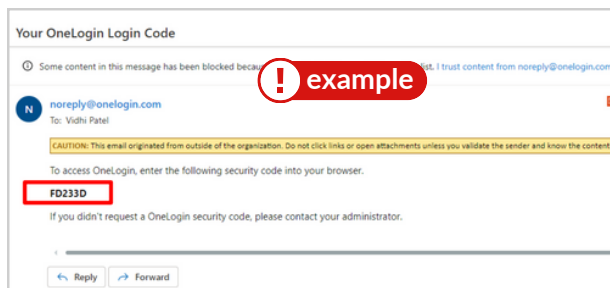 Your OneLogin Login Code
Some content in this message has been blocked becau list. I trust content from noreply@onelogin.com
! example
N
noreply@onelogin.com
To: Vidhi Patel
CAUTION: This email originated from outside of the organization. Do not click links or open attachments unless you validate the sender and know the content
To access OneLogin, enter the following security code into your browser.
FD233D
If you didn't request a OneLogin security code, please contact your administrator.
Reply Forward